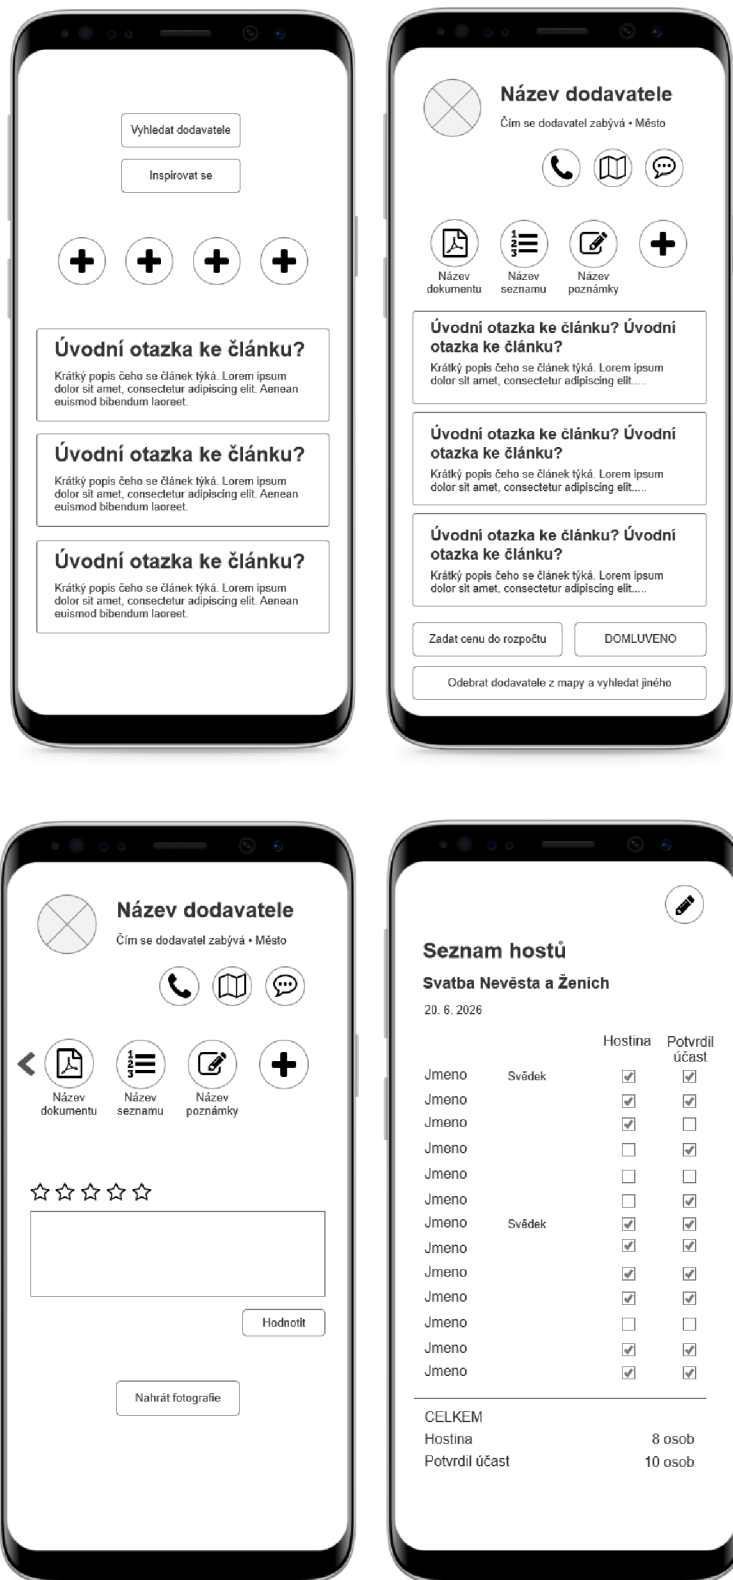 Vyhledat dodavatele
Inspirovat se
Úvodní otazka ke článku?
Krátký popis čeho se článek týká. Lorem ipsum
dolor sit amet, consectetur adipiscing elit. Aenean
euismod bibendum laoreet.
Úvodní otazka ke článku?
Krátký popis čeho se článek týká. Lorem ipsum
dolor sit amet, consectetur adipiscing elit. Aenean
euismod bibendum laoreet.
Úvodní otazka ke článku?
Krátký popis čeho se článek týká. Lorem ipsum
dolor sit amet, consectetur adipiscing elit. Aenean
euismod bibendum laoreet.
Název dodavatele
Čím se dodavatel zabývá • Město
1
2
3
Název dokumentu
Název seznamu
Název poznámky
Úvodní otazka ke článku? Úvodní
otazka ke článku?
Krátký popis čeho se článek týká. Lorem ipsum
dolor sit amet, consectetur adipiscing elit.....
Úvodní otazka ke článku? Úvodní
otazka ke článku?
Krátký popis čeho se článek týká. Lorem ipsum
dolor sit amet, consectetur adipiscing elit.....
Úvodní otazka ke článku? Úvodní
otazka ke článku?
Krátký popis čeho se článek týká. Lorem ipsum
dolor sit amet, consectetur adipiscing elit.....
Zadat cenu do rozpočtu DOMLUVENO
Odebrat dodavatele z mapy a vyhledat jiného
Název dodavatele
Čím se dodavatel zabývá • Město
1
2
3
Název dokumentu
Název seznamu
Název poznámky
Hodnotit
Nahrát fotografie
Seznam hostů
Svatba Nevěsta a Ženich
20. 6. 2026
Hostina Potvrdil účast
Jmeno Svědek
Jmeno
Jmeno
Jmeno
Jmeno
Jmeno
Jmeno Svědek
Jmeno
Jmeno
Jmeno
Jmeno
Jmeno
Jmeno
CELKEM
Hostina 8 osob
Potvrdil účast 10 osob